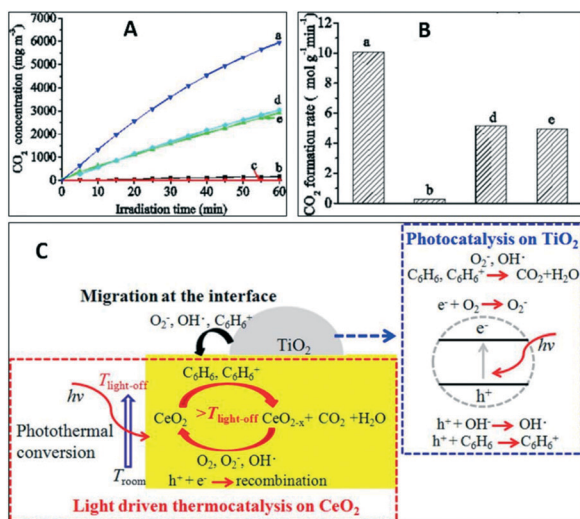 A
CO2 concentration (mg m-3)
6000
5000
4000
3000
2000
1000
0
a
d
e
c
b
0 10 20 30 40 50 60
Irradiation time (min)
B
CO2 formation rate ( mol g-1min-1)
12
10
8
6
4
2
0
a
b
d
e
C
Migration at the interface
O2-, OH·, C6H6+
TiO2
hν
Tlight-off
Photothermal
conversion
Troom
C6H6, C6H6+
CeO2 >Tlight-off CeO2-x+ CO2 +H2O
O2, O2-, OH·
h+ + e- → recombination
Light driven thermocatalysis on CeO2
Photocatalysis on TiO2
O2-, OH·
C6H6, C6H6+ → CO2+H2O
e- + O2 → O2-
e-
hν
h+
h+ + OH- → OH·
h+ + C6H6 → C6H6+